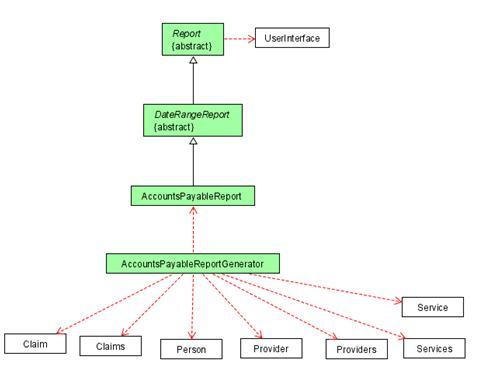 Report
{abstract}
UserInterface
DateRangeReport
{abstract}
AccountsPayableReport
AccountsPayableReportGenerator
Service
Claim
Claims
Person
Provider
Providers
Services